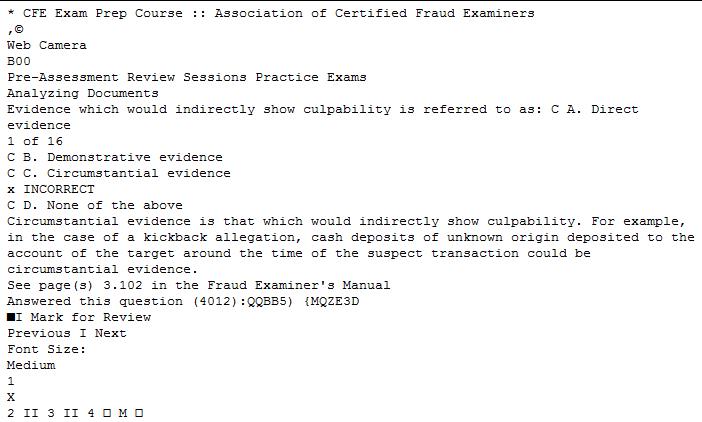 * CFE Exam Prep Course :: Association of Certified Fraud Examiners
,©
Web Camera
B00
Pre-Assessment Review Sessions Practice Exams
Analyzing Documents
Evidence which would indirectly show culpability is referred to as: C A. Direct
evidence
1 of 16
C B. Demonstrative evidence
C C. Circumstantial evidence
x INCORRECT
C D. None of the above
Circumstantial evidence is that which would indirectly show culpability. For example,
in the case of a kickback allegation, cash deposits of unknown origin deposited to the
account of the target around the time of the suspect transaction could be
circumstantial evidence.
See page(s) 3.102 in the Fraud Examiner's Manual
Answered this question (4012):QQBB5) {MQZE3D
■I Mark for Review
Previous I Next
Font Size:
Medium
1
X
2 II 3 II 4 □ M □